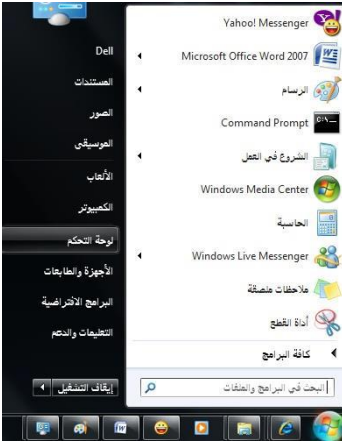 Yahoo! Messenger
Microsoft Office Word 2007
الرسام
Command Prompt
الشروع في العمل
Windows Media Center
الحاسبة
Windows Live Messenger
ملاحظات ملصقة
أداة القطع
كافة البرامج
البحث في البرامج والملفات
Dell
المستندات
الصور
الموسيقى
الألعاب
الكمبيوتر
لوحة التحكم
الأجهزة والطابعات
البرامج الافتراضية
التعليمات والدعم
إيقاف التشغيل